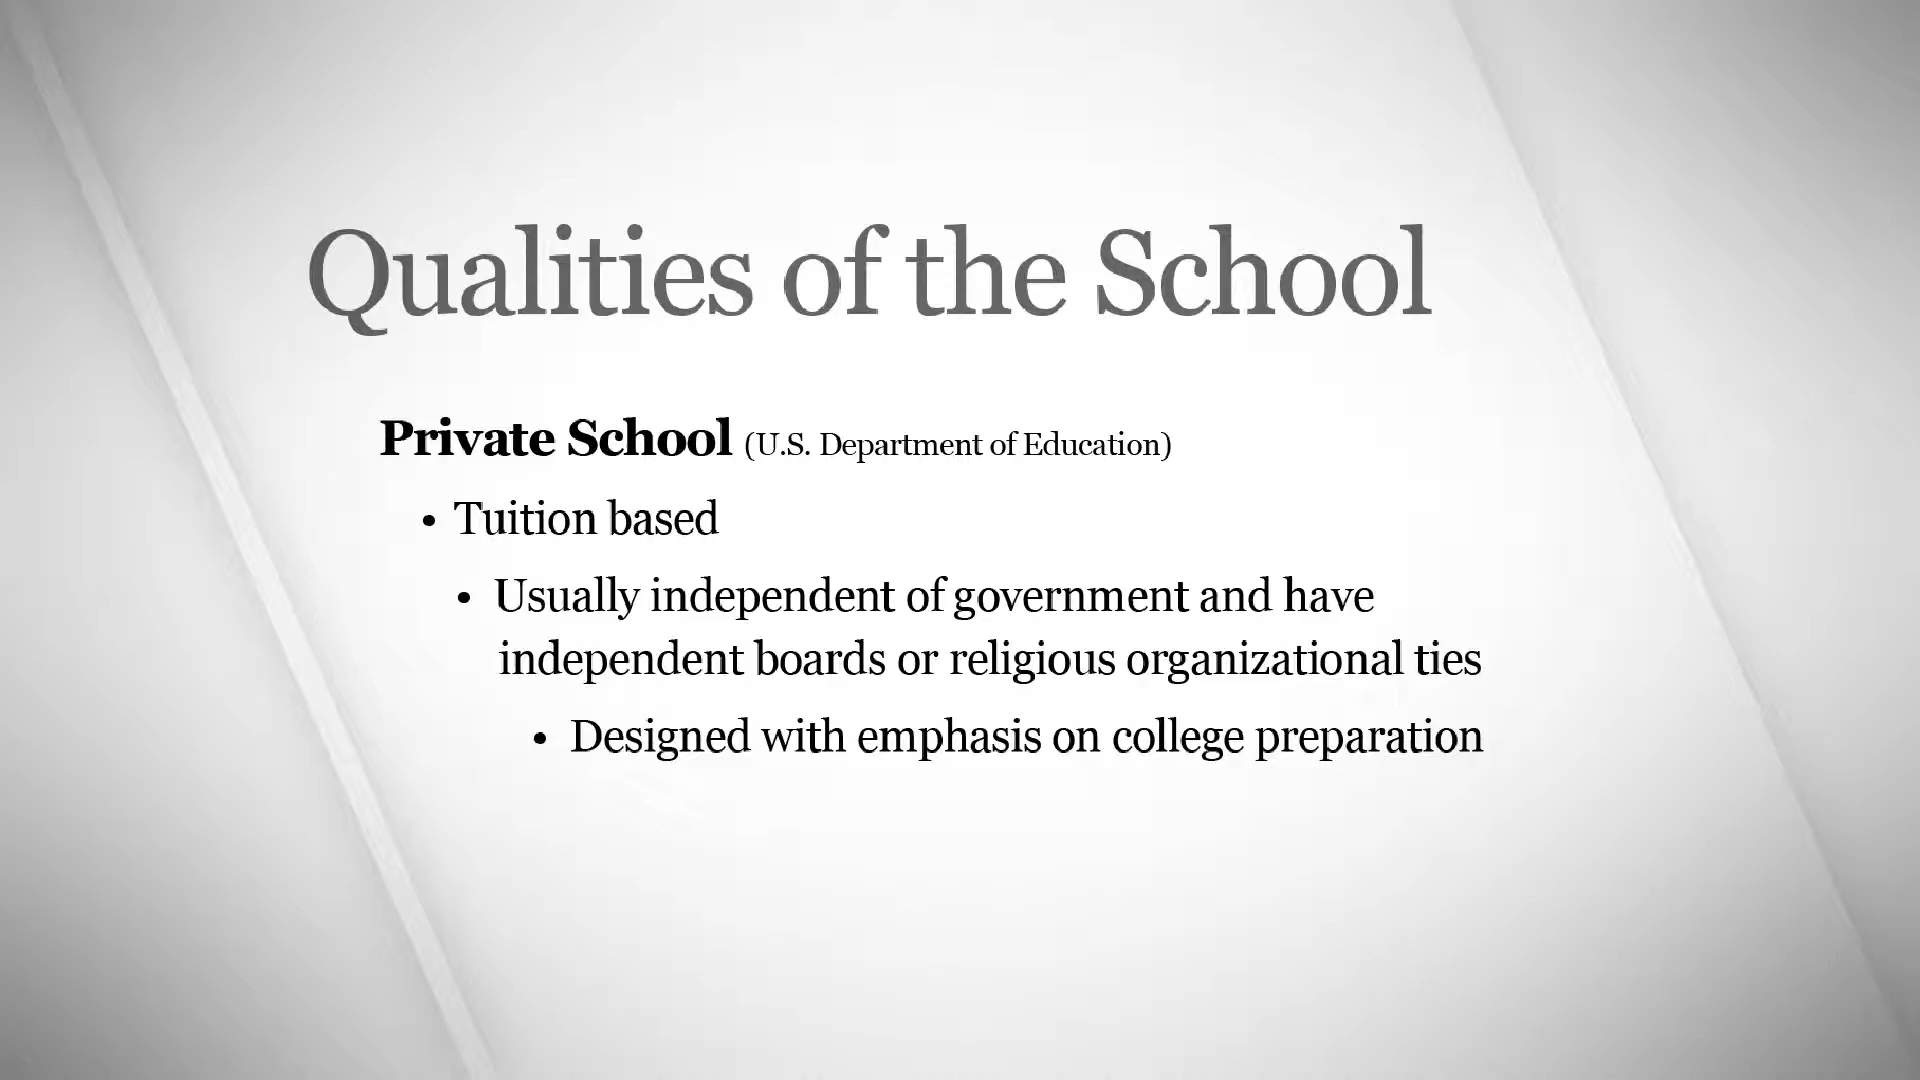 Qualities of the School
Private School (U.S. Department of Education)
• Tuition based
• Usually independent of government and have
independent boards or religious organizational ties
• Designed with emphasis on college preparation